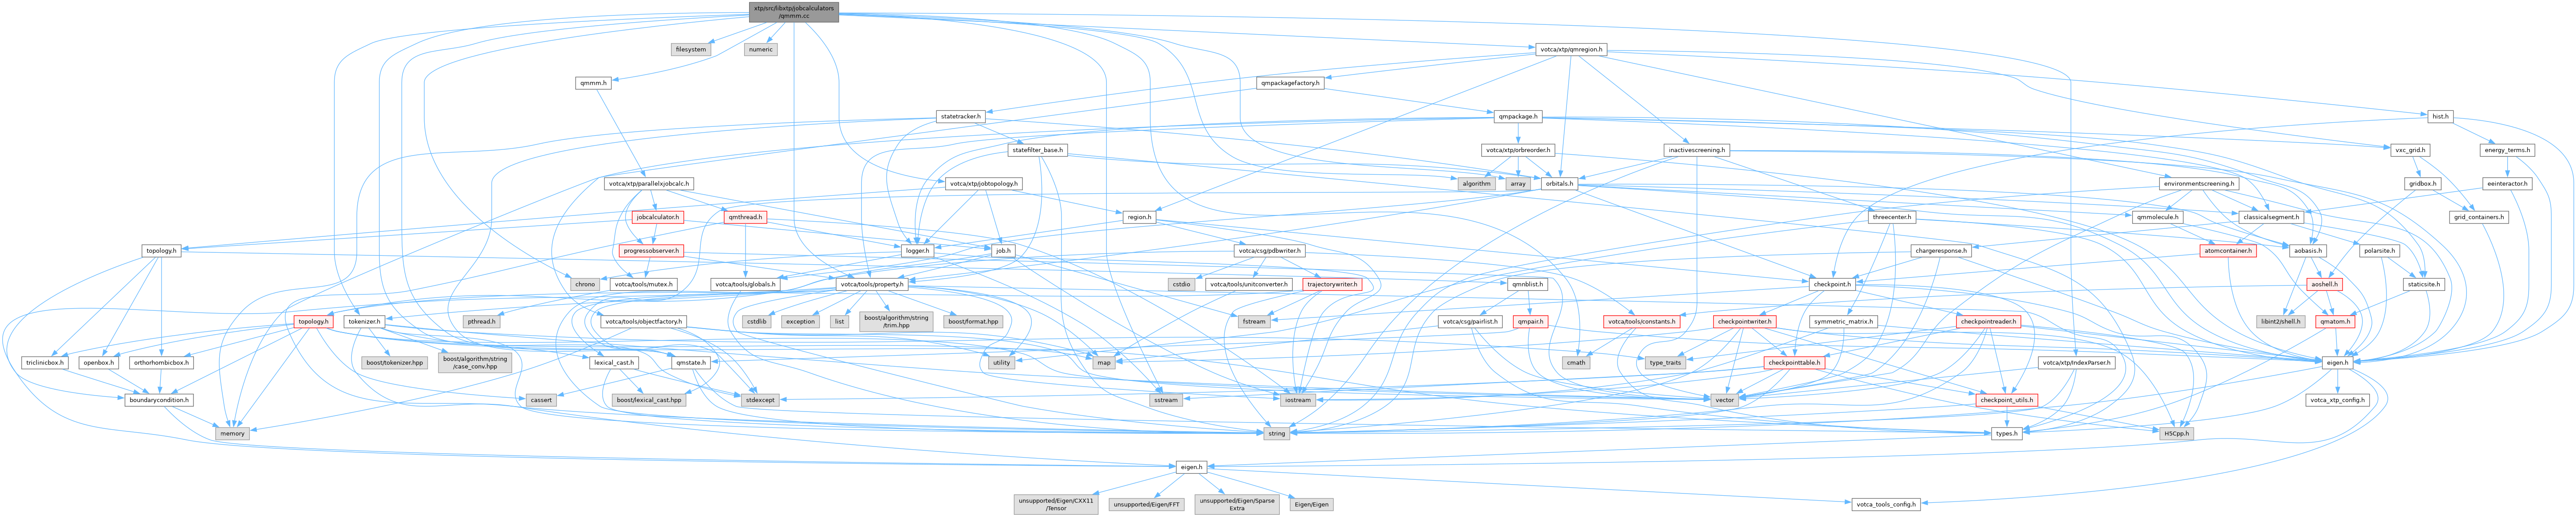 xtp/src/libxtp/jobcalculators
/qmmm.cc
filesystem
numeric
votca/xtp/qmregion.h
qmmm.h
qmpackagefactory.h
statetracker.h
qmpackage.h
hist.h
statefilter_base.h
votca/xtp/orbreorder.h
inactivescreening.h
vxc_grid.h
energy_terms.h
votca/xtp/parallelxjobcalc.h
votca/xtp/jobtopology.h
algorithm
array
orbitals.h
environmentscreening.h
gridbox.h
eeinteractor.h
jobcalculator.h
qmthread.h
region.h
threecenter.h
qmmolecule.h
classicalsegment.h
grid_containers.h
topology.h
progressobserver.h
logger.h
job.h
votca/csg/pdbwriter.h
chargeresponse.h
atomcontainer.h
aobasis.h
polarsite.h
chrono
votca/tools/mutex.h
votca/tools/globals.h
votca/tools/property.h
cstdio
votca/tools/unitconverter.h
trajectorywriter.h
qmnblist.h
checkpoint.h
aoshell.h
staticsite.h
topology.h
tokenizer.h
pthread.h
votca/tools/objectfactory.h
cstdlib
exception
list
boost/algorithm/string
/trim.hpp
boost/format.hpp
fstream
votca/csg/pairlist.h
qmpair.h
votca/tools/constants.h
checkpointwriter.h
symmetric_matrix.h
checkpointreader.h
libint2/shell.h
qmatom.h
triclinicbox.h
openbox.h
orthorhombicbox.h
boost/tokenizer.hpp
boost/algorithm/string
/case_conv.hpp
lexical_cast.h
qmstate.h
utility
map
cmath
type_traits
checkpointtable.h
votca/xtp/IndexParser.h
eigen.h
boundarycondition.h
cassert
boost/lexical_cast.hpp
stdexcept
sstream
iostream
vector
checkpoint_utils.h
votca_xtp_config.h
memory
string
types.h
H5Cpp.h
eigen.h
unsupported/Eigen/CXX11
/Tensor
unsupported/Eigen/FFT
unsupported/Eigen/Sparse
Extra
Eigen/Eigen
votca_tools_config.h